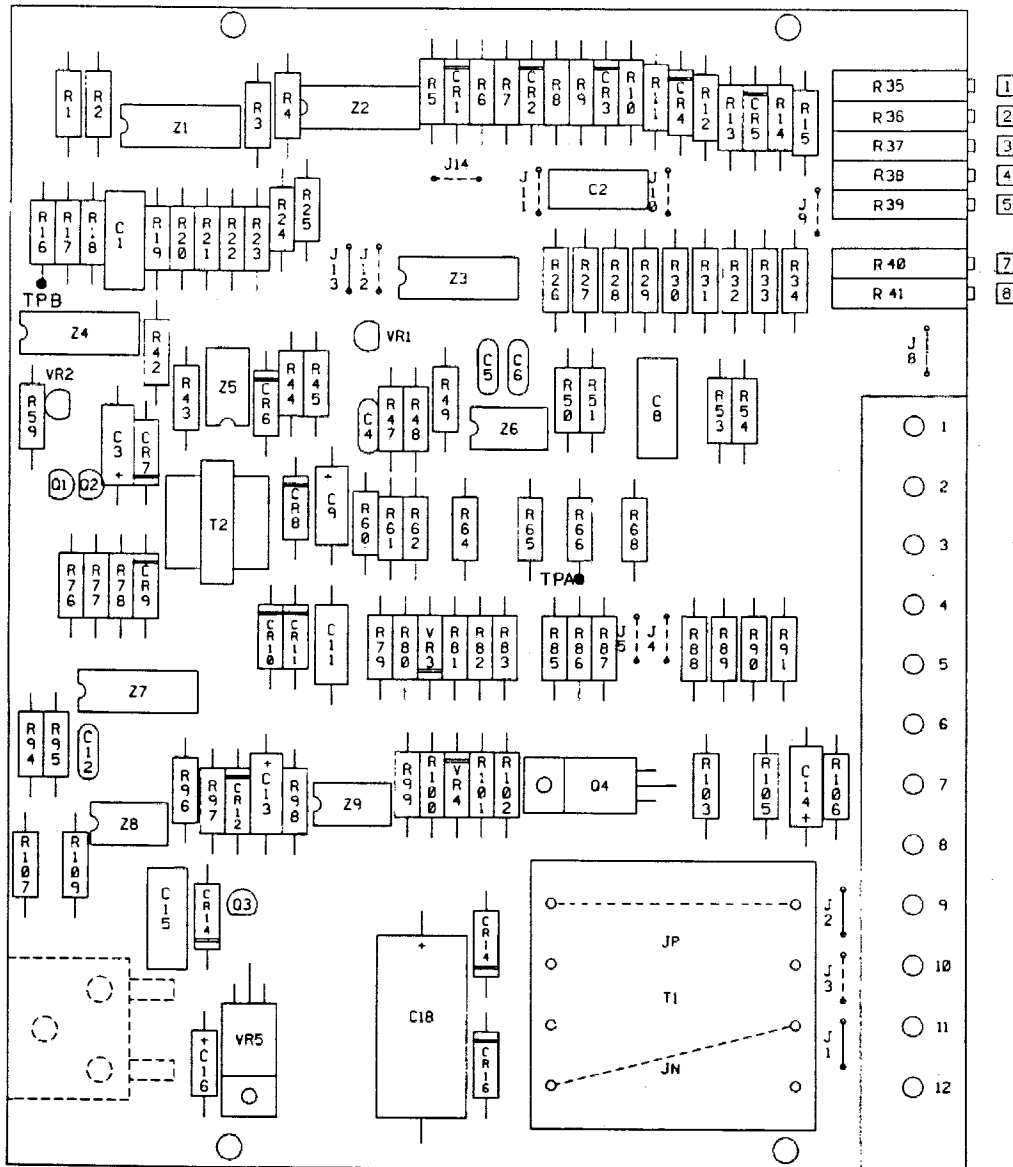 R1 R2 Z1 R3 R4 Z2 R5 CR1 R6 R7 CR2 R8 R9 CR3 R10 R11 CR4 R12 R13 CR5 R14 R15
R35 1
R36 2
R37 3
R38 4
R39 5
J14 J11 C2 J10 J9
R16 R17 R18 C1 R19 R20 R21 R22 R23 R24 R25
J13 J12 Z3 R26 R27 R28 R29 R30 R31 R32 R33 R34
R40 7
R41 8
TPB
Z4 R42 VR1 J8
VR2
R59 C3 + CR7 R43 Z5 CR6 R44 R45 C4 R47 R48 R49 C5 C6 Z6 R50 R51 C8 R53 R54
1
Q1 Q2 T2 CR8 + C9 R60 R61 R62 R64 R65 R66 R68
2
3
R76 R77 R78 CR9 TPA
4
CR10 CR11 C11 R79 R80 VR3 R81 R82 R83 R85 R86 R87 J5 J4 R88 R89 R90 R91
5
Z7
6
R94 R95 C12 R96 R97 CR12 + C13 R98 Z9 R99 R100 VR4 R101 R102 Q4 R103 R105 C14 + R106
7
Z8
8
R107 R109
C15 CR14 Q3 + C18 CR14 JP J2
9
10
T1 J3
11
+ C16 VR5 CR16 JN J1
12